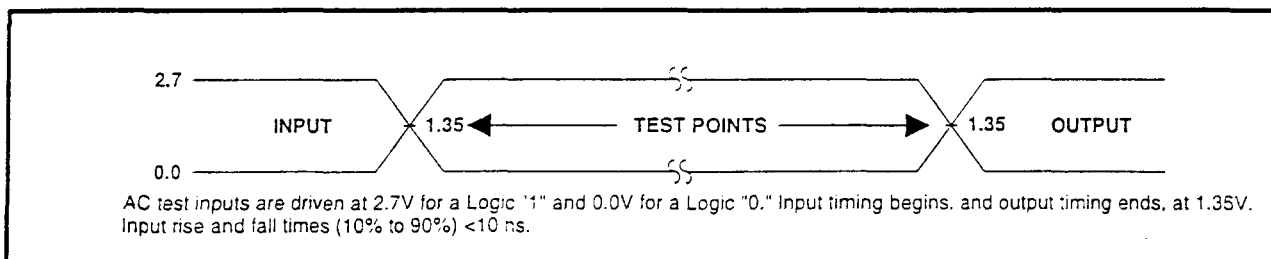 2.7
INPUT 1.35 TEST POINTS 1.35 OUTPUT
0.0
AC test inputs are driven at 2.7V for a Logic "1" and 0.0V for a Logic "0." Input timing begins, and output timing ends, at 1.35V.
Input rise and fall times (10% to 90%) <10 ns.